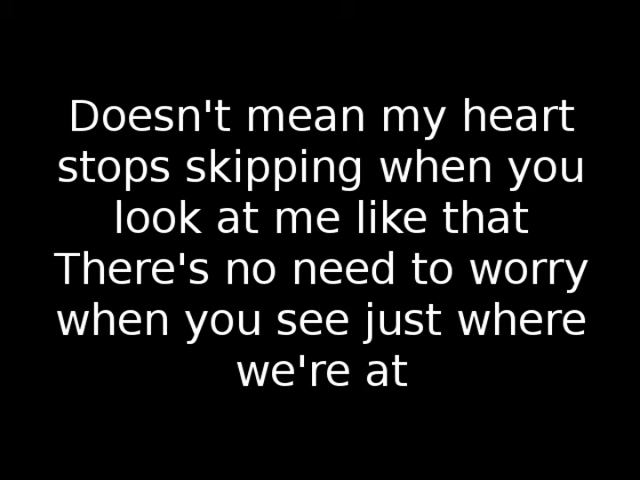 Doesn't mean my heart
stops skipping when you
look at me like that
There's no need to worry
when you see just where
we're at